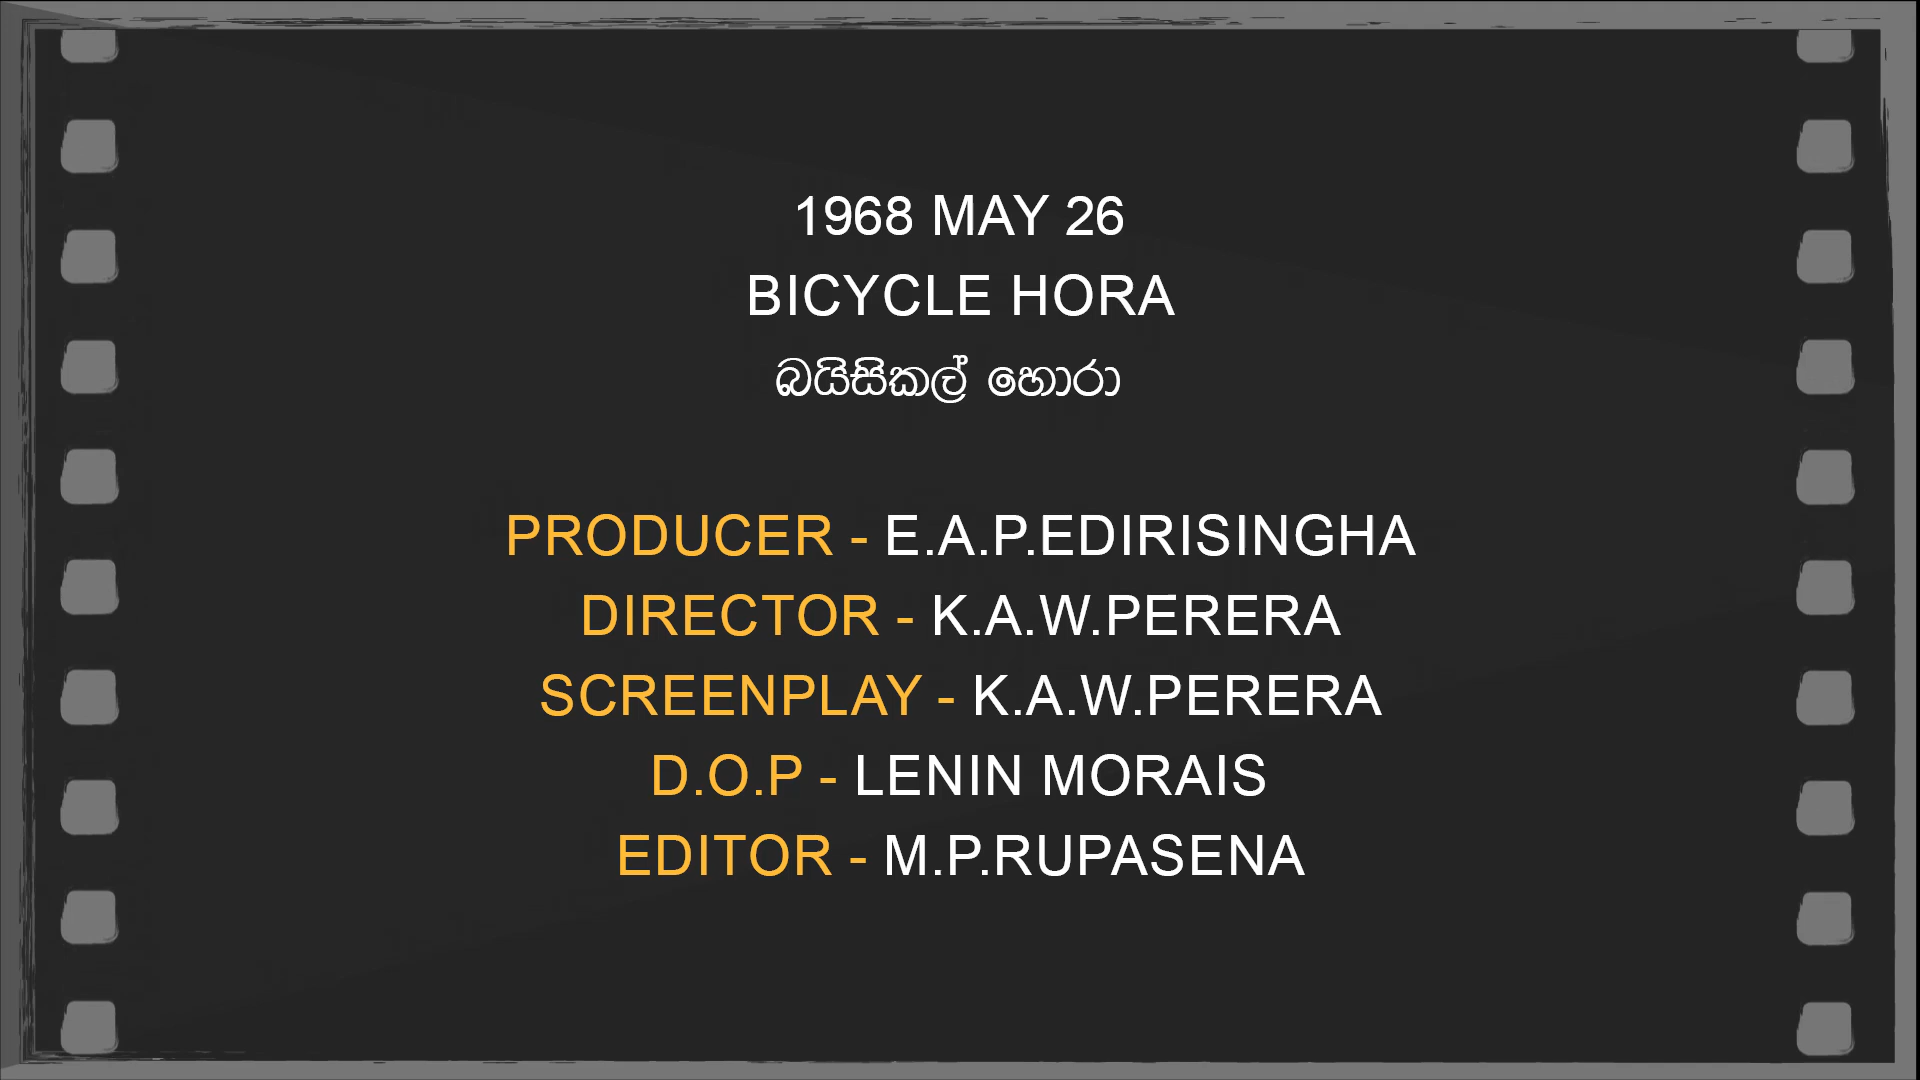 1968 MAY 26
BICYCLE HORA
බයිසිකල් හොරා
PRODUCER - E.A.P.EDIRISINGHA
DIRECTOR - K.A.W.PERERA
SCREENPLAY - K.A.W.PERERA
D.O.P - LENIN MORAIS
EDITOR - M.P.RUPASENA